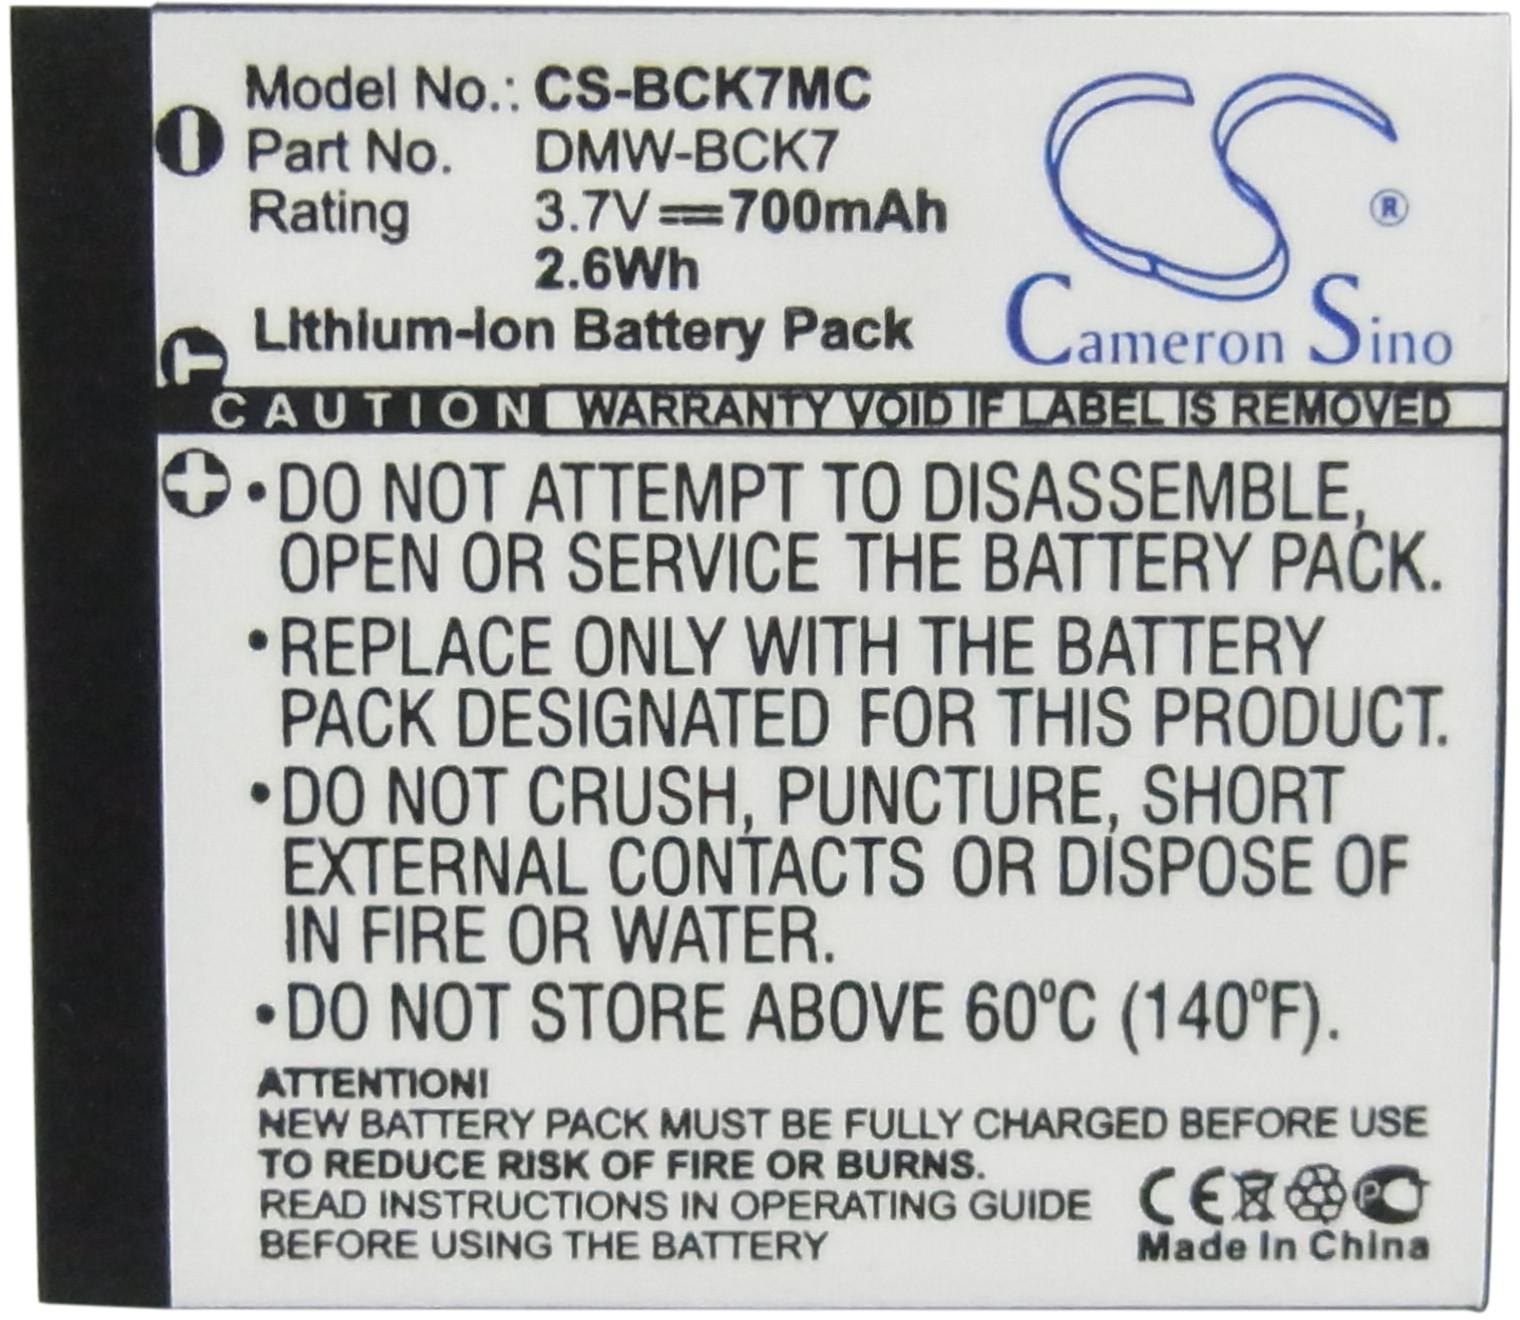 Model No.: CS-BCK7MC
Part No. DMW-BCK7
Rating 3.7V⎓700mAh
2.6Wh
Lithium-ion Battery Pack
CS ®
Cameron Sino
T
CAUTION WARRANTY VOID IF LABEL IS REMOVED
•DO NOT ATTEMPT TO DISASSEMBLE,
OPEN OR SERVICE THE BATTERY PACK.
•REPLACE ONLY WITH THE BATTERY
PACK DESIGNATED FOR THIS PRODUCT.
•DO NOT CRUSH, PUNCTURE, SHORT
EXTERNAL CONTACTS OR DISPOSE OF
IN FIRE OR WATER.
•DO NOT STORE ABOVE 60°C (140°F).
ATTENTION!
NEW BATTERY PACK MUST BE FULLY CHARGED BEFORE USE
TO REDUCE RISK OF FIRE OR BURNS.
READ INSTRUCTIONS IN OPERATING GUIDE
BEFORE USING THE BATTERY
CE
Made In China